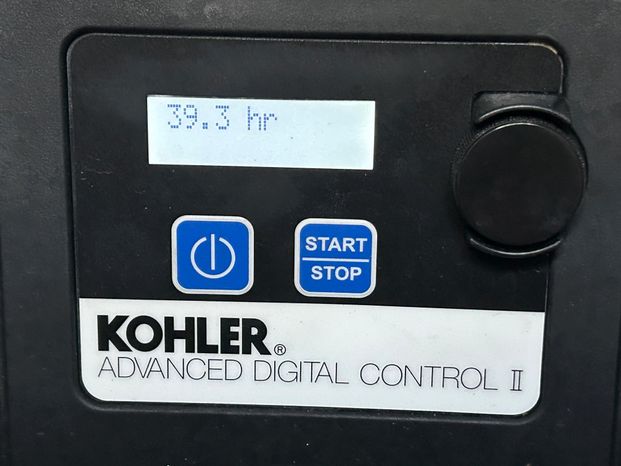 39.3 hr
START
STOP
KOHLER®
ADVANCED DIGITAL CONTROL II